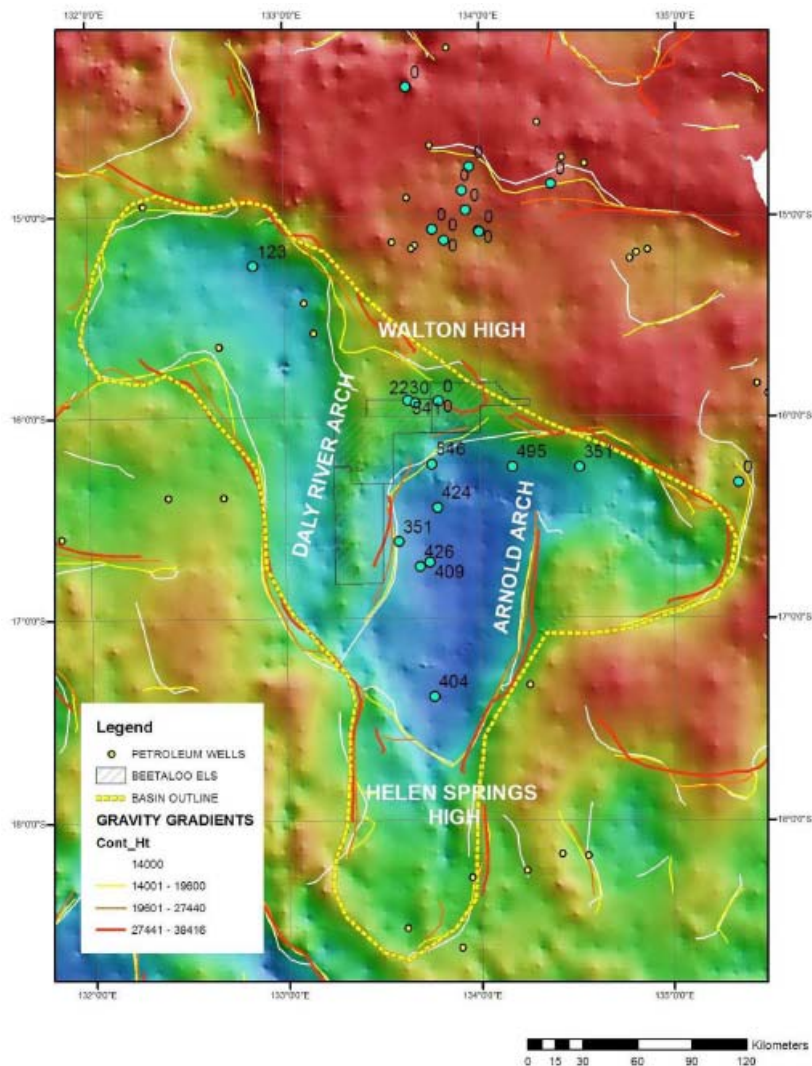 132°0'0"E 133°0'0"E 134°0'0"E 135°0'0"E
0
0
0
0
0
15°0'0"S
0
0
0
0
0
15°0'0"S
123
WALTON HIGH
2230
0
16°0'0"S
0
16°0'0"S
DALY RIVER ARCH
495
351
0
424
351
ARNOLD ARCH
426
409
17°0'0"S
17°0'0"S
404
Legend
PETROLEUM WELLS
BEETALOO ELS
BASIN OUTLINE
GRAVITY GRADIENTS
Cont_Ht
14000
14001 - 19600
19601 - 27440
27441 - 38416
HELEN SPRINGS
HIGH
18°0'0"S
18°0'0"S
132°0'0"E 133°0'0"E 134°0'0"E 135°0'0"E
Kilometers
0 15 30 60 90 120